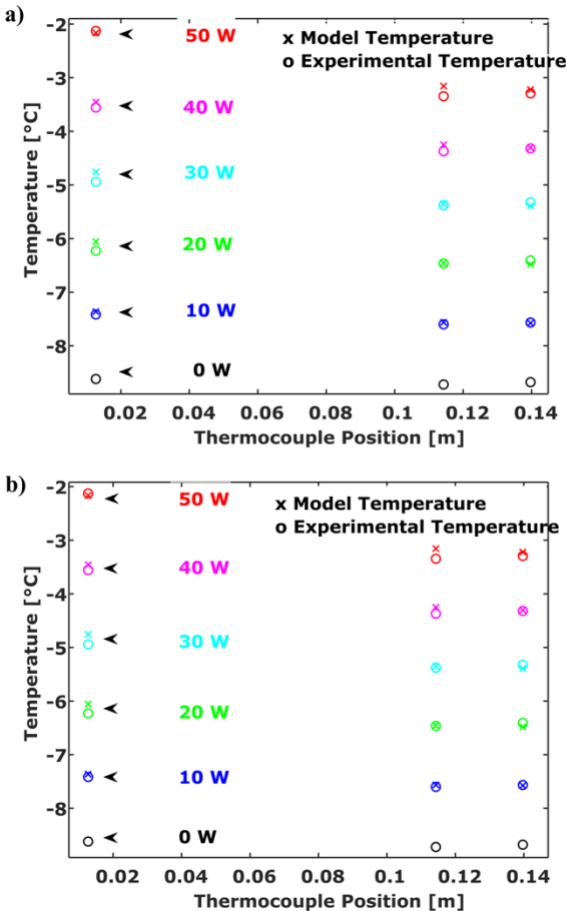 a)
-2
50 W
x Model Temperature
o Experimental Temperature
-3
40 W
-4
30 W
-5
20 W
-6
10 W
-7
0 W
-8
Temperature [°C]
0.02 0.04 0.06 0.08 0.1 0.12 0.14
Thermocouple Position [m]
b)
-2
50 W
x Model Temperature
o Experimental Temperature
-3
40 W
-4
30 W
-5
20 W
-6
10 W
-7
0 W
-8
Temperature [°C]
0.02 0.04 0.06 0.08 0.1 0.12 0.14
Thermocouple Position [m]